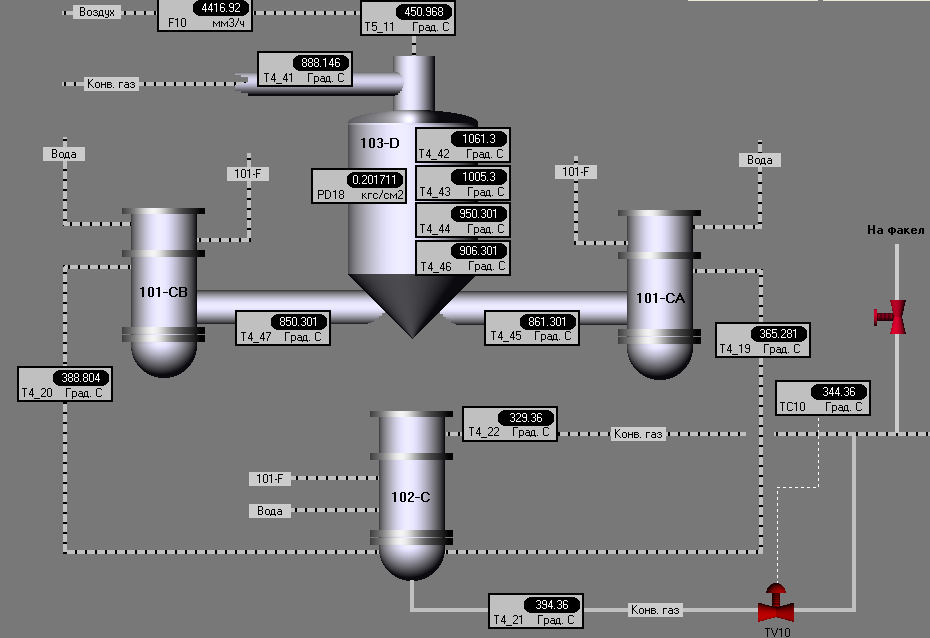 Воздух
4416.92
F10 мм3/ч
450.968
T5_11 Град. С
Конв. газ
888.146
T4_41 Град. С
103-D
1061.3
T4_42 Град. С
0.201711
PD18 кгс/см2
1005.3
T4_43 Град. С
950.301
T4_44 Град. С
906.301
T4_46 Град. С
Вода
101-F
101-F
Вода
На факел
101-CB
101-CA
850.301
T4_47 Град. С
861.301
T4_45 Град. С
365.281
T4_19 Град. С
388.804
T4_20 Град. С
344.36
TC10 Град. С
329.36
T4_22 Град. С
Конв. газ
101-F
102-C
Вода
394.36
T4_21 Град. С
Конв. газ
TV10